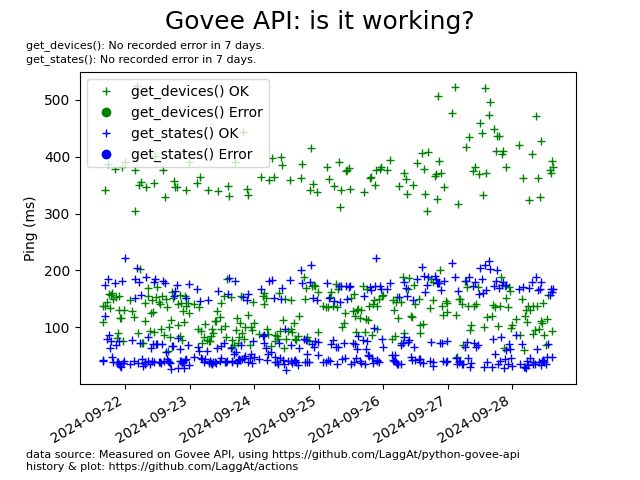 Govee API: is it working?
get_devices(): No recorded error in 7 days.
get_states(): No recorded error in 7 days.
get_devices() OK
get_devices() Error
get_states() OK
get_states() Error
500
400
300
200
100
Ping (ms)
2024-09-22
2024-09-23
2024-09-24
2024-09-25
2024-09-26
2024-09-27
2024-09-28
data source: Measured on Govee API, using https://github.com/LaggAt/python-govee-api
history & plot: https://github.com/LaggAt/actions